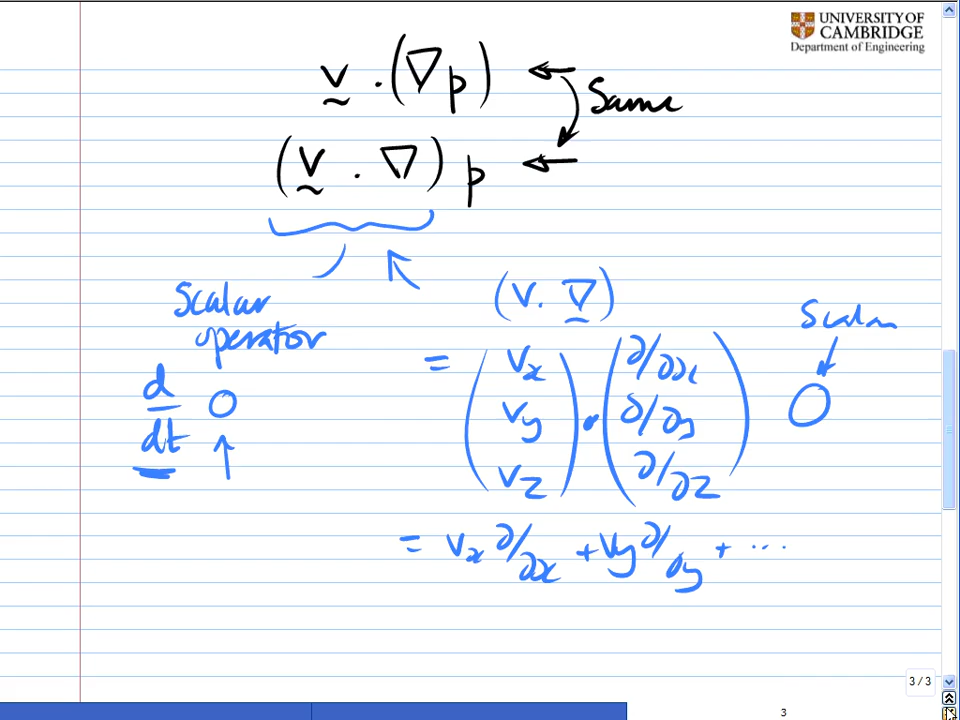 UNIVERSITY OF
CAMBRIDGE
Department of Engineering
v · (∇p) ← Same
(v · ∇) p ←
Scalar
operator
d/dt O
(v. ∇)
= (vx vy vz) · (∂/∂x ∂/∂y ∂/∂z) O
Scalar
= vx ∂/∂x + vy ∂/∂y + ...
3 / 3
3